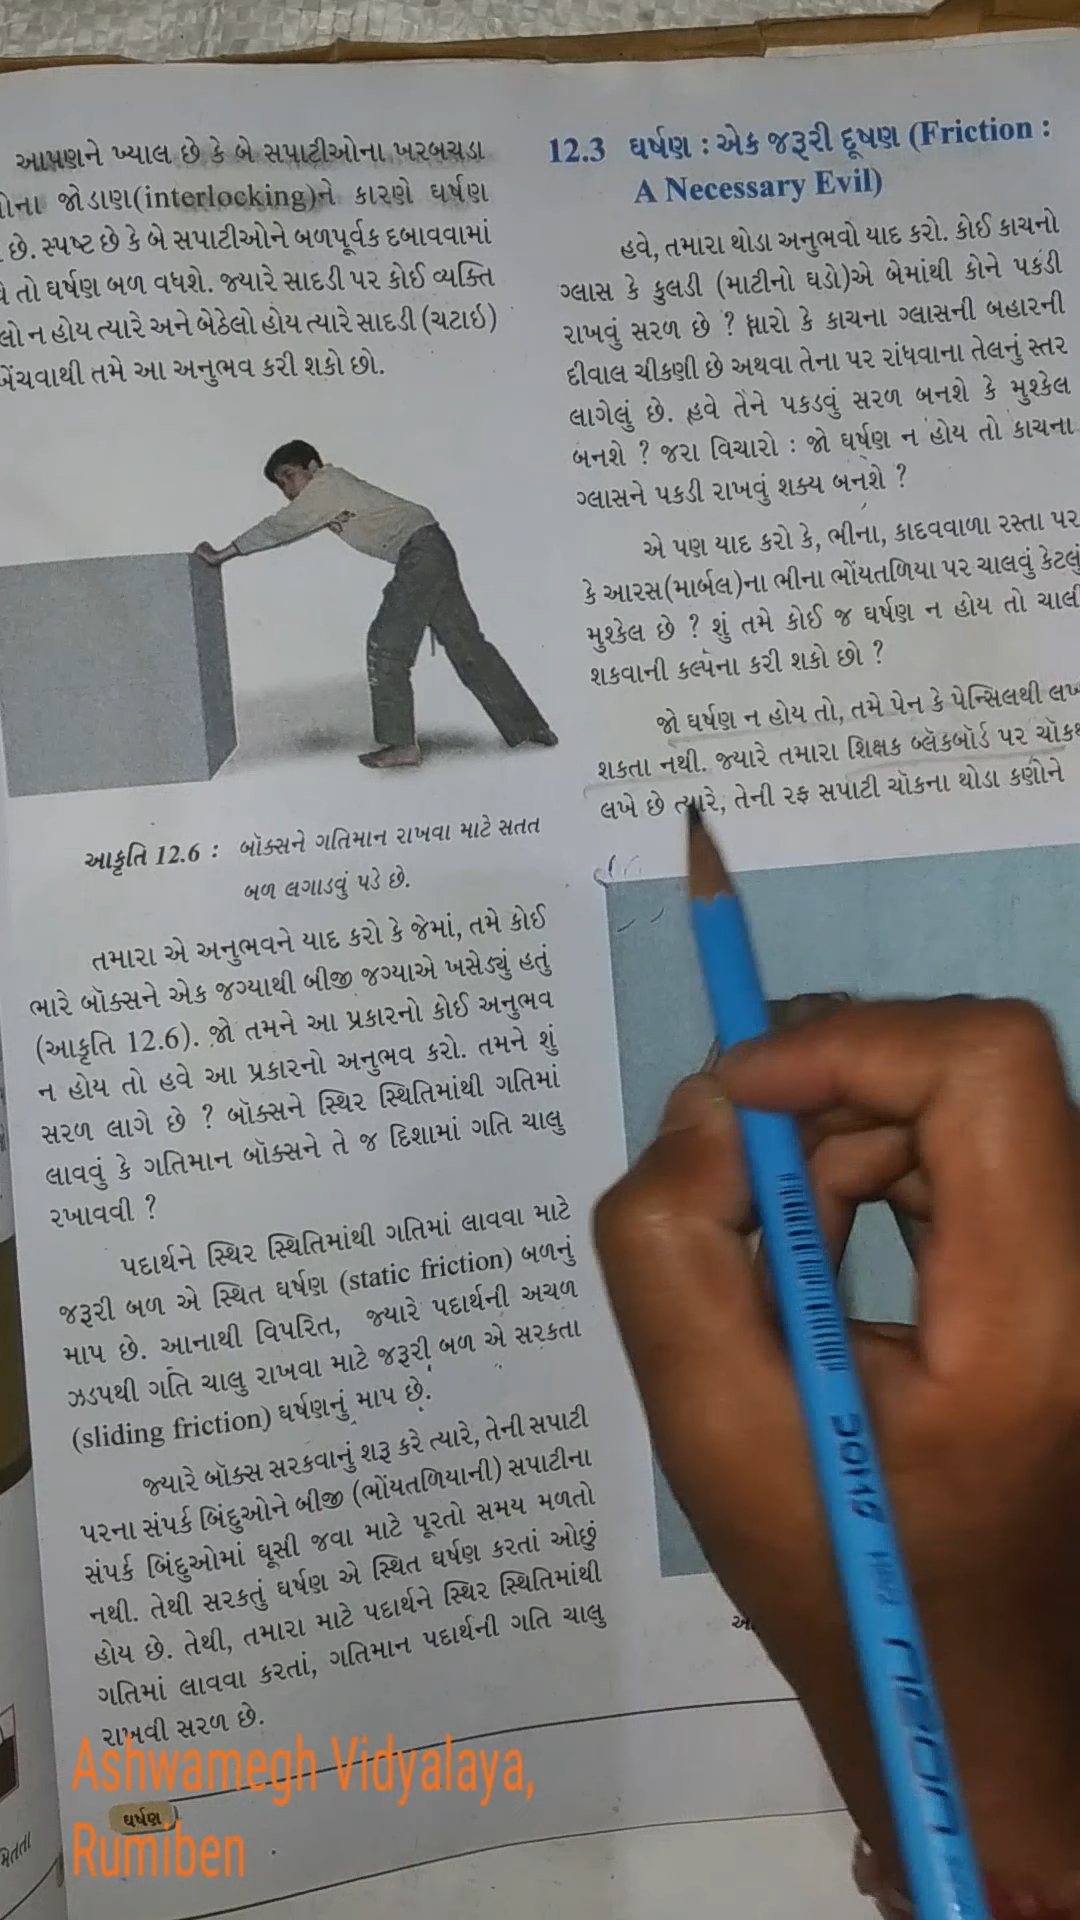 આપણને ખ્યાલ છે કે બે સપાટીઓના ખરબચડા
જોડાણ(interlocking)ને કારણે ઘર્ષણ
છે. સ્પષ્ટ છે કે બે સપાટીઓને બળપૂર્વક દબાવવામાં
તો ઘર્ષણ બળ વધશે. જ્યારે સાદડી પર કોઈ વ્યક્તિ
ન હોય ત્યારે અને બેઠેલો હોય ત્યારે સાદડી (ચટાઇ)
તમે આ અનુભવ કરી શકો છો.
આકૃતિ 12.6 : બૉક્સને ગતિમાન રાખવા માટે સતત
બળ લગાડવું પડે છે.
તમારા એ અનુભવને યાદ કરો કે જેમાં, તમે કોઈ
ભારે બૉક્સને એક જગ્યાથી બીજી જગ્યાએ ખસેડ્યું હતું
(આકૃતિ 12.6). જો તમને આ પ્રકારનો કોઈ અનુભવ
ન હોય તો હવે આ પ્રકારનો અનુભવ કરો. તમને શું
સરળ લાગે છે ? બૉક્સને સ્થિર સ્થિતિમાંથી ગતિમાં
લાવવું કે ગતિમાન બૉક્સને તે જ દિશામાં ગતિ ચાલુ
રખાવવી ?
પદાર્થને સ્થિર સ્થિતિમાંથી ગતિમાં લાવવા માટે
જરૂરી બળ એ સ્થિત ઘર્ષણ (static friction) બળનું
માપ છે. આનાથી વિપરિત, જ્યારે પદાર્થની અચળ
ઝડપથી ગતિ ચાલુ રાખવા માટે જરૂરી બળ એ સરકતા
(sliding friction) ઘર્ષણનું માપ છે.
જ્યારે બૉક્સ સરકવાનું શરૂ કરે ત્યારે, તેની સપાટી
પરના સંપર્ક બિંદુઓને બીજી (ભોંયતળિયાની) સપાટીના
સંપર્ક બિંદુઓમાં ઘૂસી જવા માટે પૂરતો સમય મળતો
નથી. તેથી સરકતું ઘર્ષણ એ સ્થિત ઘર્ષણ કરતાં ઓછું
હોય છે. તેથી, તમારા માટે પદાર્થને સ્થિર સ્થિતિમાંથી
ગતિમાં લાવવા કરતાં, ગતિમાન પદાર્થની ગતિ ચાલુ
રાખવી સરળ છે.
12.3 ઘર્ષણ : એક જરૂરી દૂષણ (Friction :
A Necessary Evil)
હવે, તમારા થોડા અનુભવો યાદ કરો. કોઈ કાચનો
ગ્લાસ કે કુલડી (માટીનો ઘડો)એ બેમાંથી કોને પકડી
રાખવું સરળ છે ? ધારો કે કાચના ગ્લાસની બહારની
દીવાલ ચીકણી છે અથવા તેના પર રાંધવાના તેલનું સ્તર
લાગેલું છે. હવે તેને પકડવું સરળ બનશે કે મુશ્કેલ
બનશે ? જરા વિચારો : જો ઘર્ષણ ન હોય તો કાચના
ગ્લાસને પકડી રાખવું શક્ય બનશે ?
એ પણ યાદ કરો કે, ભીના, કાદવવાળા રસ્તા પર
કે આરસ(માર્બલ)ના ભીના ભોંયતળિયા પર ચાલવું કેટલું
મુશ્કેલ છે ? શું તમે કોઈ જ ઘર્ષણ ન હોય તો ચાલી
શકવાની કલ્પના કરી શકો છો ?
જો ઘર્ષણ ન હોય તો, તમે પેન કે પેન્સિલથી
શકતા નથી. જ્યારે તમારા શિક્ષક બ્લૅકબૉર્ડ પર
લખે છે ત્યારે, તેની રફ સપાટી ચૉકના થોડા કણોને
DOMS
neon
ઘર્ષણ
Ashwamegh Vidyalaya,
Rumiben